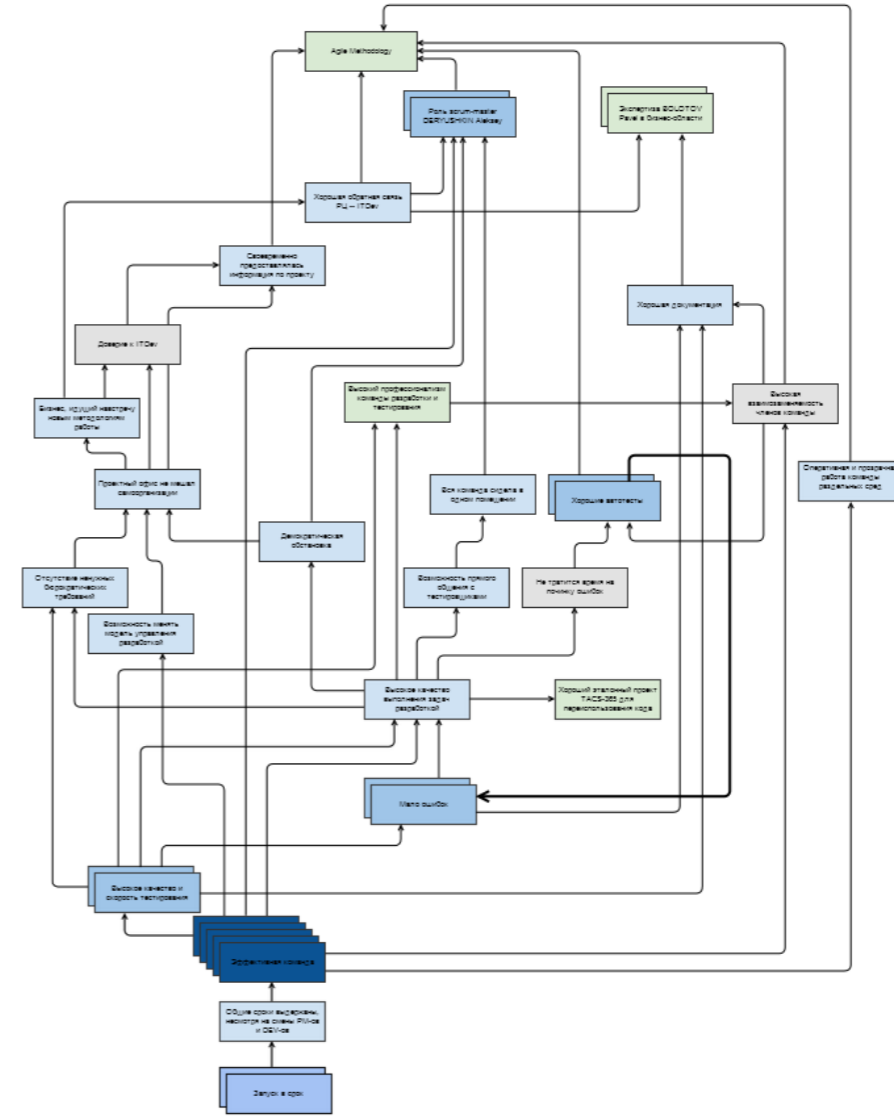 Agile Methodology
Роль scrum-master
DERYUSHKIN Aleksey
Экспертиза BOLOTOV
Pavel в бизнес-области
Хорошая обратная связь
РЦ – ITDev
Своевременно
предоставлялась
информация по проекту
Хорошая документация
Доверие к ITDev
Высокий профессионализм
команды разработки и
тестирования
Высокая
взаимозаменяемость
членов команды
Бизнес, идущий навстречу
новым методологиям
работы
Проектный офис не мешал
самоорганизации
Вся команда сидела в
одном помещении
Хорошие автотесты
Оперативная и прозрачная
работа команды
раздельных сред
Демократическая
обстановка
Отсутствие ненужных
бюрократических
требований
Возможность прямого
общения с
тестировщиками
Не тратится время на
починку ошибок
Возможность менять
модель управления
разработкой
Высокое качество
выполнения задач
разработкой
Хороший эталонный проект
TACS-365 для
переиспользования кода
Мало ошибок
Высокое качество и
скорость тестирования
Эффективная команда
Общие сроки выдержаны,
несмотря на смены PM-ов
и DEV-ов
Запуск в срок